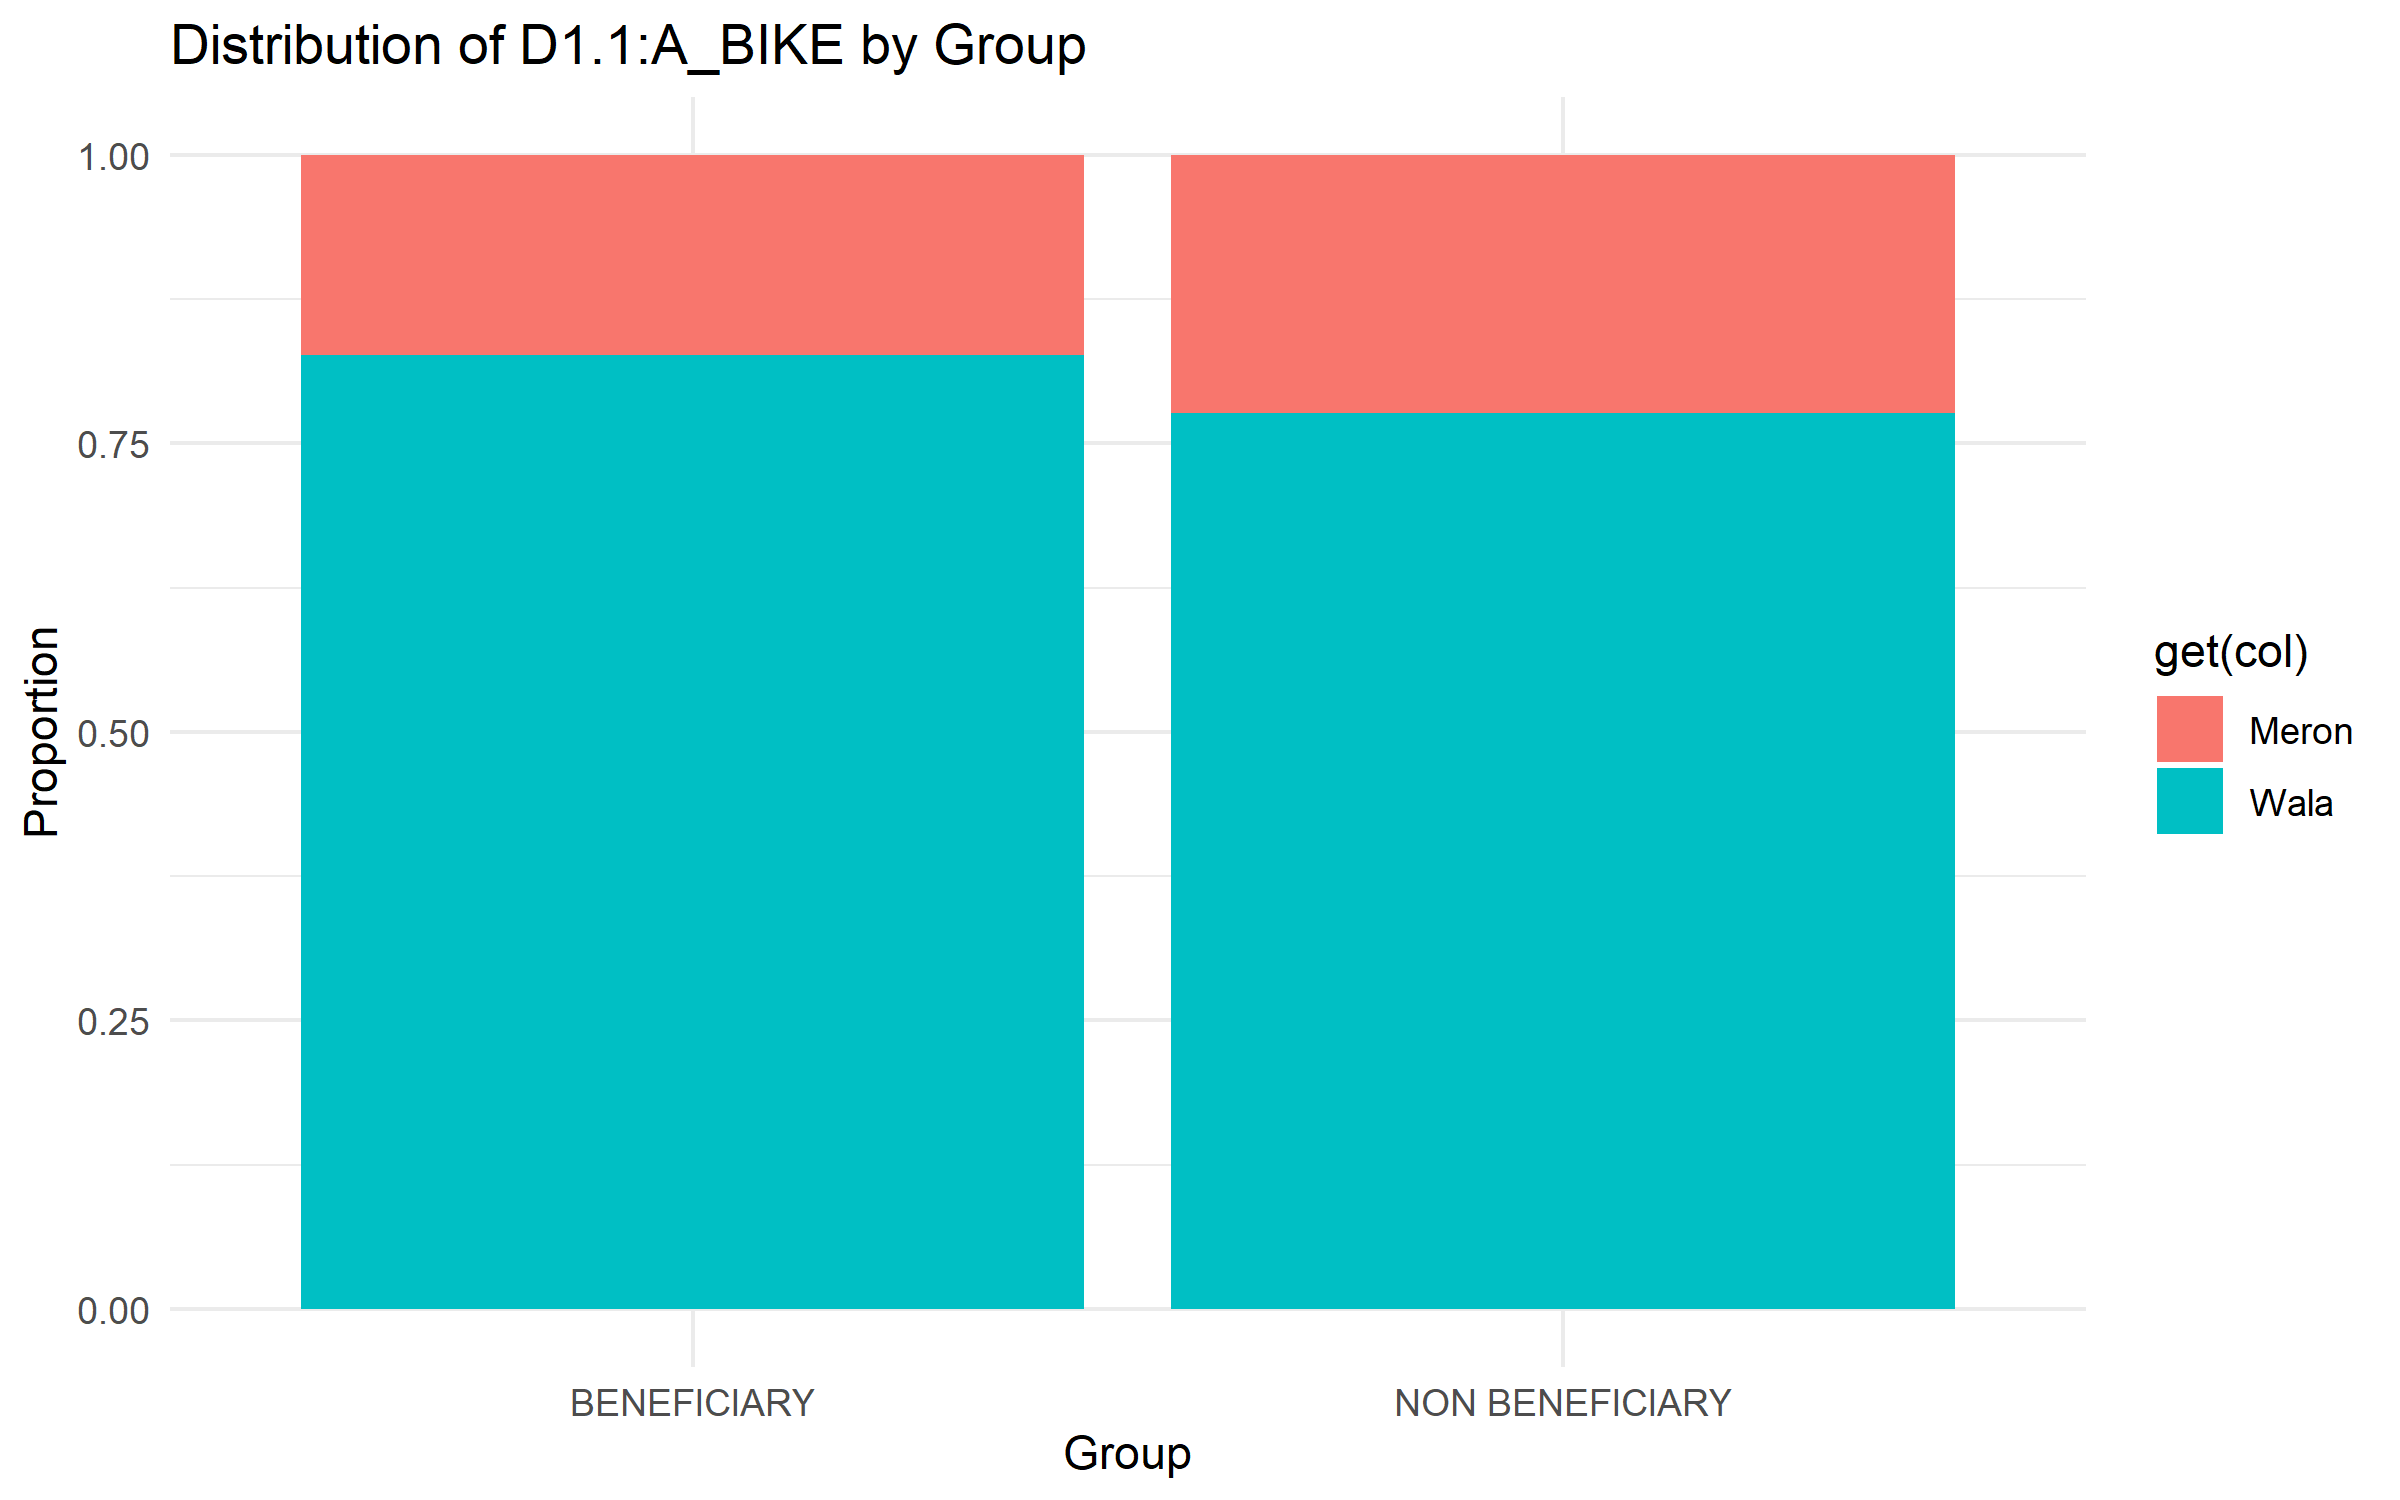 Distribution of D1.1:A_BIKE by Group
Proportion
1.00
0.75
0.50
0.25
0.00
BENEFICIARY
NON BENEFICIARY
Group
get(col)
Meron
Wala